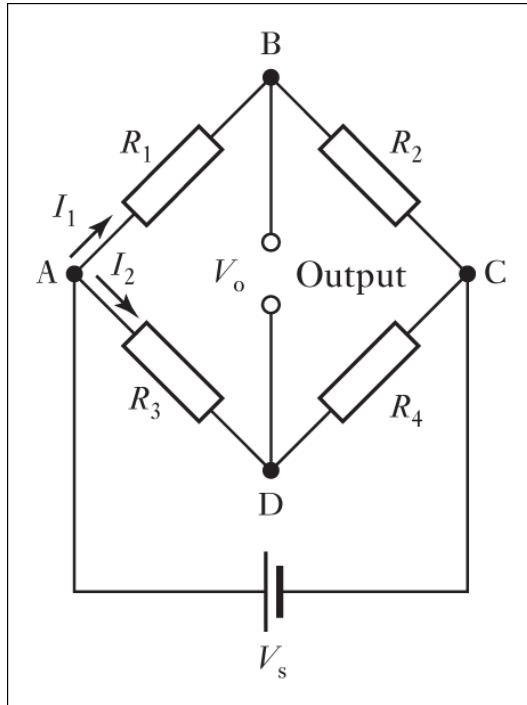 B
R₁
R₂
I₁
A
I₂
Vₒ
Output
C
R₃
R₄
D
Vₛ